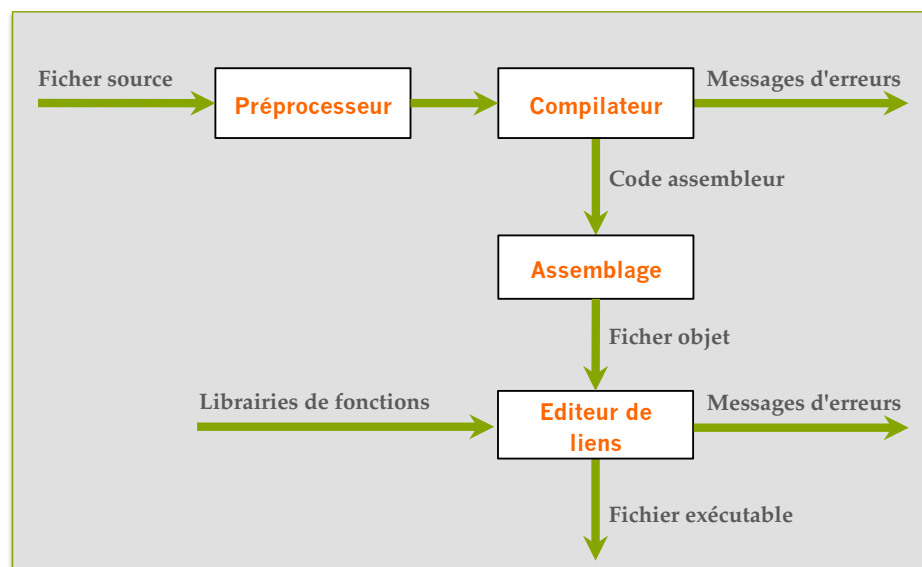 Ficher source
Préprocesseur
Compilateur
Messages d'erreurs
Code assembleur
Assemblage
Ficher objet
Librairies de fonctions
Editeur de
liens
Messages d'erreurs
Fichier exécutable